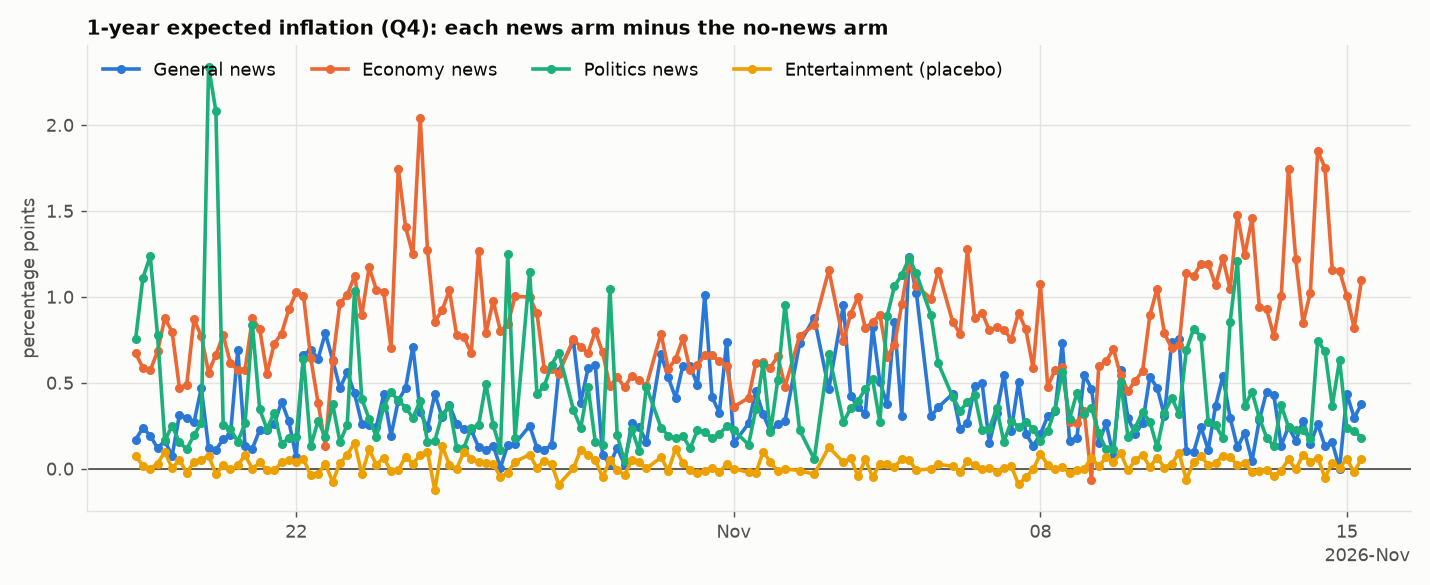 1-year expected inflation (Q4): each news arm minus the no-news arm
General news
Economy news
Politics news
Entertainment (placebo)
percentage points
2.0
1.5
1.0
0.5
0.0
22
Nov
08
15
2026-Nov